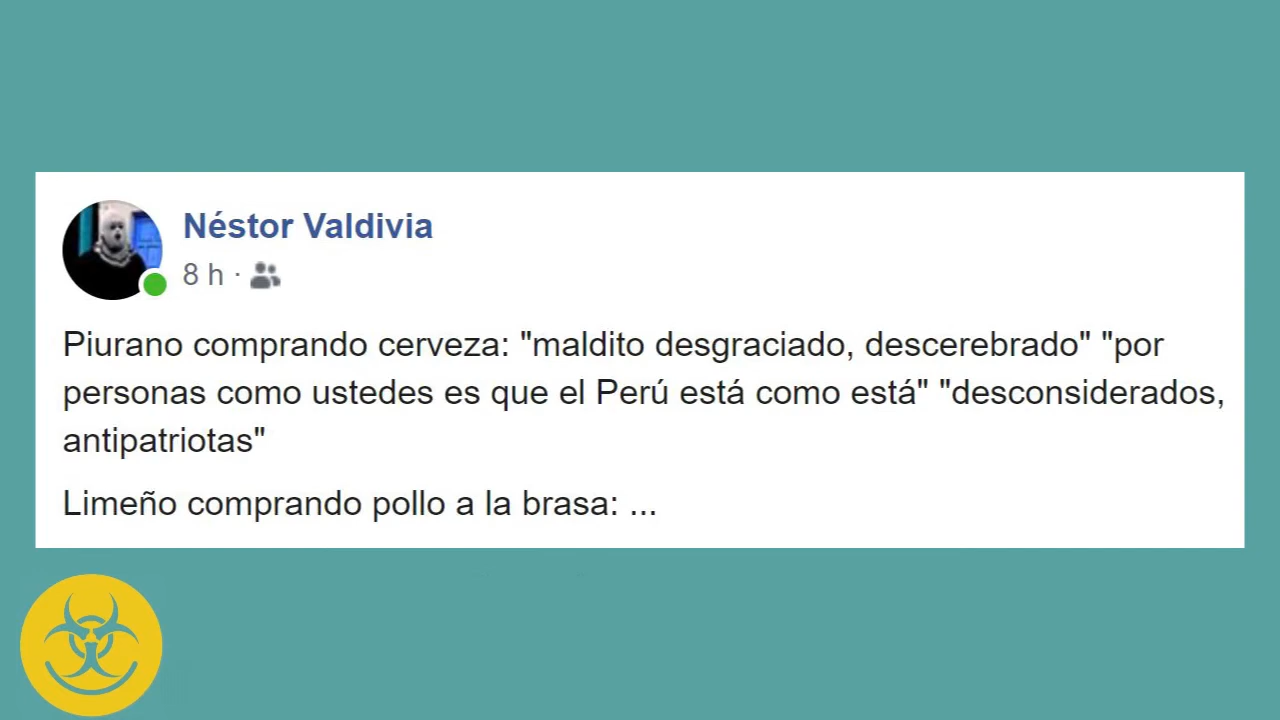 Néstor Valdivia
8 h ·
Piurano comprando cerveza: "maldito desgraciado, descerebrado" "por
personas como ustedes es que el Perú está como está" "desconsiderados,
antipatriotas"
Limeño comprando pollo a la brasa: ...